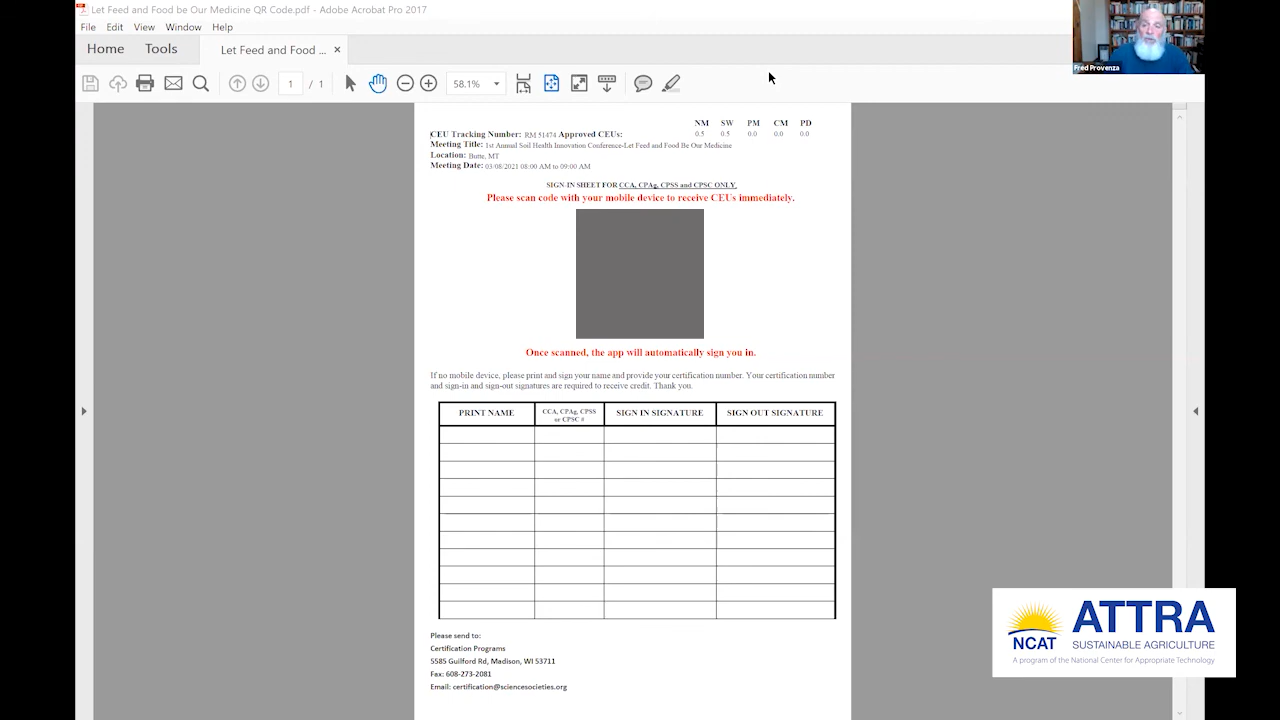 Let Feed and Food be Our Medicine QR Code.pdf - Adobe Acrobat Pro 2017
File Edit View Window Help
Home Tools Let Feed and Food ... ×
1 / 1 58.1%
Fred Provenza
NM SW PM CM PD
CEU Tracking Number: RM 51474 Approved CEUs: 0.5 0.5 0.0 0.0 0.0
Meeting Title: 1st Annual Soil Health Innovation Conference-Let Feed and Food Be Our Medicine
Location: Butte, MT
Meeting Date: 03/08/2021 08:00 AM to 09:00 AM
SIGN IN SHEET FOR CCA, CPAg, CPSS and CPSC ONLY.
Please scan code with your mobile device to receive CEUs immediately.
Once scanned, the app will automatically sign you in.
If no mobile device, please print and sign your name and provide your certification number. Your certification number
and sign-in and sign-out signatures are required to receive credit. Thank you.
PRINT NAME CCA, CPAg, CPSS or CPSC # SIGN IN SIGNATURE SIGN OUT SIGNATURE
Please send to:
Certification Programs
5585 Guilford Rd, Madison, WI 53711
Fax: 608-273-2081
Email: certification@sciencesocieties.org
NCAT
ATTRA
SUSTAINABLE AGRICULTURE
A program of the National Center for Appropriate Technology